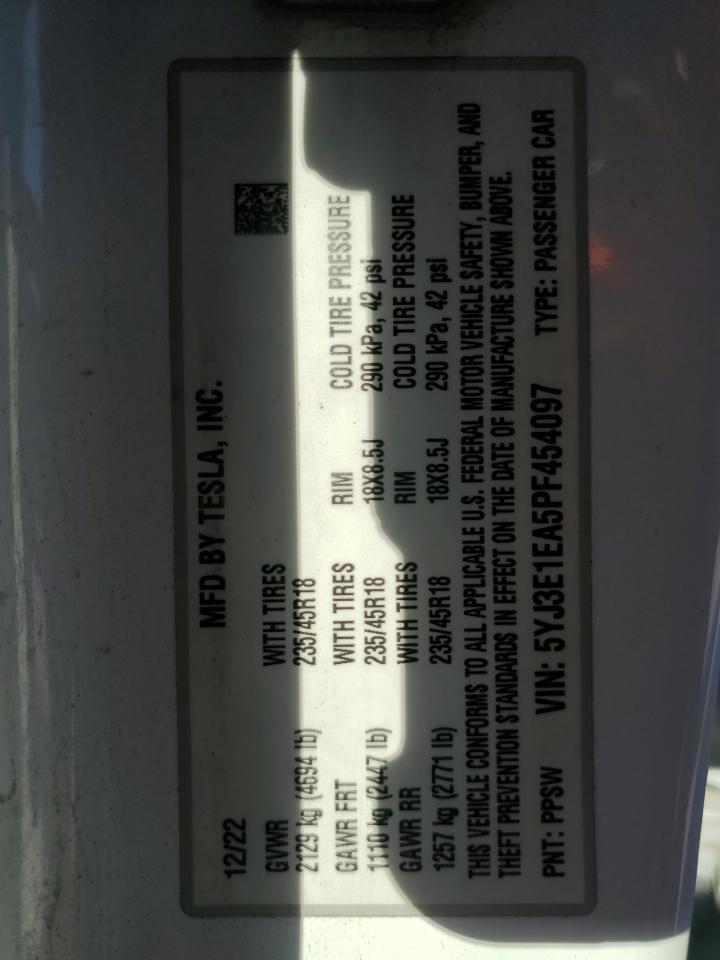 MFD BY TESLA, INC.
12/22
GVWR WITH TIRES
2129 kg (4694 lb) 235/45R18
GAWR FRT WITH TIRES RIM COLD TIRE PRESSURE
1110 kg (2447 lb) 235/45R18 18X8.5J 290 kPa, 42 psi
GAWR RR WITH TIRES RIM COLD TIRE PRESSURE
1257 kg (2771 lb) 235/45R18 18X8.5J 290 kPa, 42 psi
THIS VEHICLE CONFORMS TO ALL APPLICABLE U.S. FEDERAL MOTOR VEHICLE SAFETY, BUMPER, AND
THEFT PREVENTION STANDARDS IN EFFECT ON THE DATE OF MANUFACTURE SHOWN ABOVE.
PNT: PPSW VIN: 5YJ3E1EA5PF454097 TYPE: PASSENGER CAR